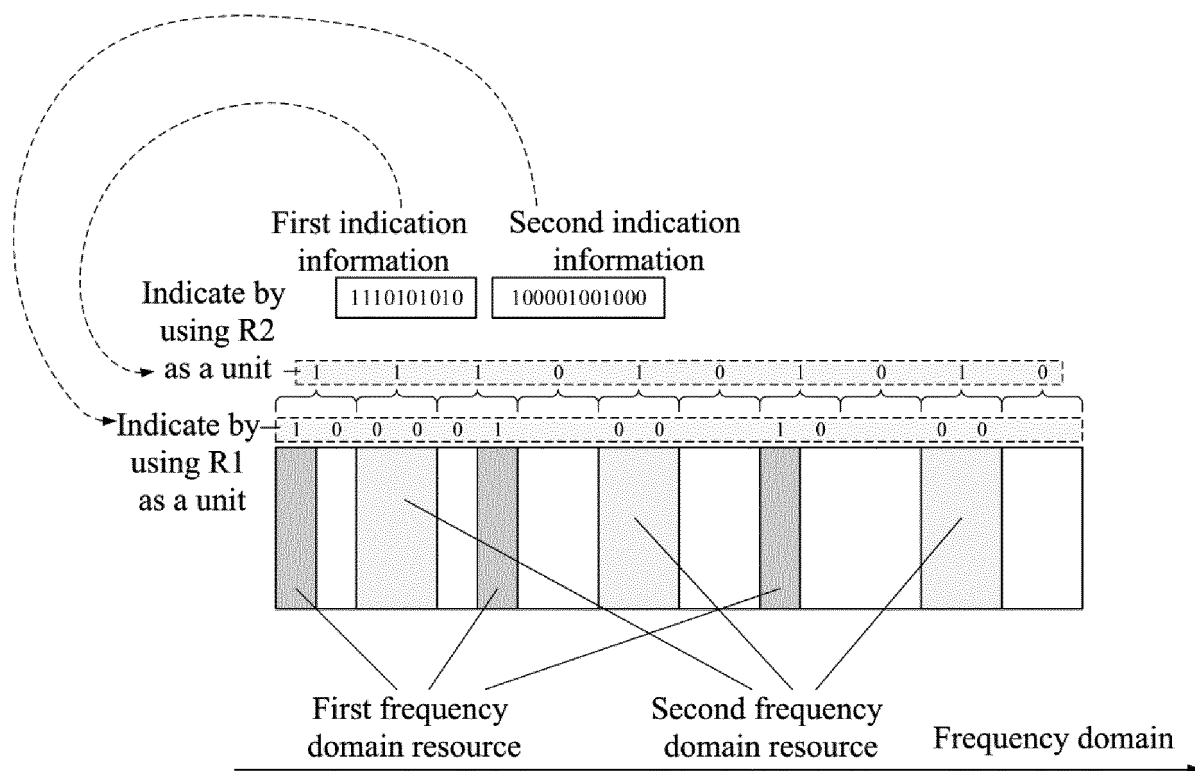 First indication
information
Second indication
information
1110101010
100001001000
Indicate by
using R2
as a unit
1 1 1 0 1 0 1 0 1 0
Indicate by
using R1
as a unit
1 0 0 0 0 1 0 0 1 0 0 0
First frequency
domain resource
Second frequency
domain resource
Frequency domain